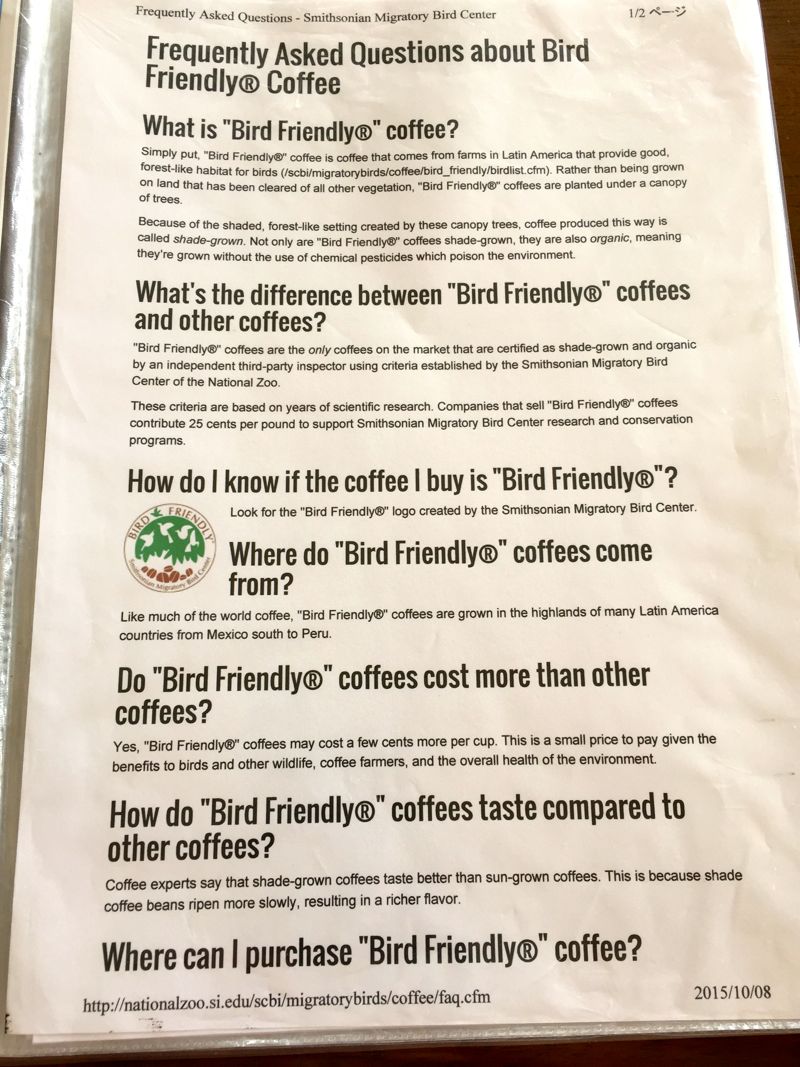 Frequently Asked Questions - Smithsonian Migratory Bird Center
1/2 ページ
Frequently Asked Questions about Bird
Friendly® Coffee
What is "Bird Friendly®" coffee?
Simply put, "Bird Friendly®" coffee is coffee that comes from farms in Latin America that provide good,
forest-like habitat for birds (/scbi/migratorybirds/coffee/bird_friendly/birdlist.cfm). Rather than being grown
on land that has been cleared of all other vegetation, "Bird Friendly®" coffees are planted under a canopy
of trees.
Because of the shaded, forest-like setting created by these canopy trees, coffee produced this way is
called shade-grown. Not only are "Bird Friendly®" coffees shade-grown, they are also organic, meaning
they're grown without the use of chemical pesticides which poison the environment.
What's the difference between "Bird Friendly®" coffees
and other coffees?
"Bird Friendly®" coffees are the only coffees on the market that are certified as shade-grown and organic
by an independent third-party inspector using criteria established by the Smithsonian Migratory Bird
Center of the National Zoo.
These criteria are based on years of scientific research. Companies that sell "Bird Friendly®" coffees
contribute 25 cents per pound to support Smithsonian Migratory Bird Center research and conservation
programs.
How do I know if the coffee I buy is "Bird Friendly®"?
BIRD FRIENDLY
Smithsonian Migratory Bird Center
Look for the "Bird Friendly®" logo created by the Smithsonian Migratory Bird Center.
Where do "Bird Friendly®" coffees come
from?
Like much of the world coffee, "Bird Friendly®" coffees are grown in the highlands of many Latin America
countries from Mexico south to Peru.
Do "Bird Friendly®" coffees cost more than other
coffees?
Yes, "Bird Friendly®" coffees may cost a few cents more per cup. This is a small price to pay given the
benefits to birds and other wildlife, coffee farmers, and the overall health of the environment.
How do "Bird Friendly®" coffees taste compared to
other coffees?
Coffee experts say that shade-grown coffees taste better than sun-grown coffees. This is because shade
coffee beans ripen more slowly, resulting in a richer flavor.
Where can I purchase "Bird Friendly®" coffee?
http://nationalzoo.si.edu/scbi/migratorybirds/coffee/faq.cfm
2015/10/08